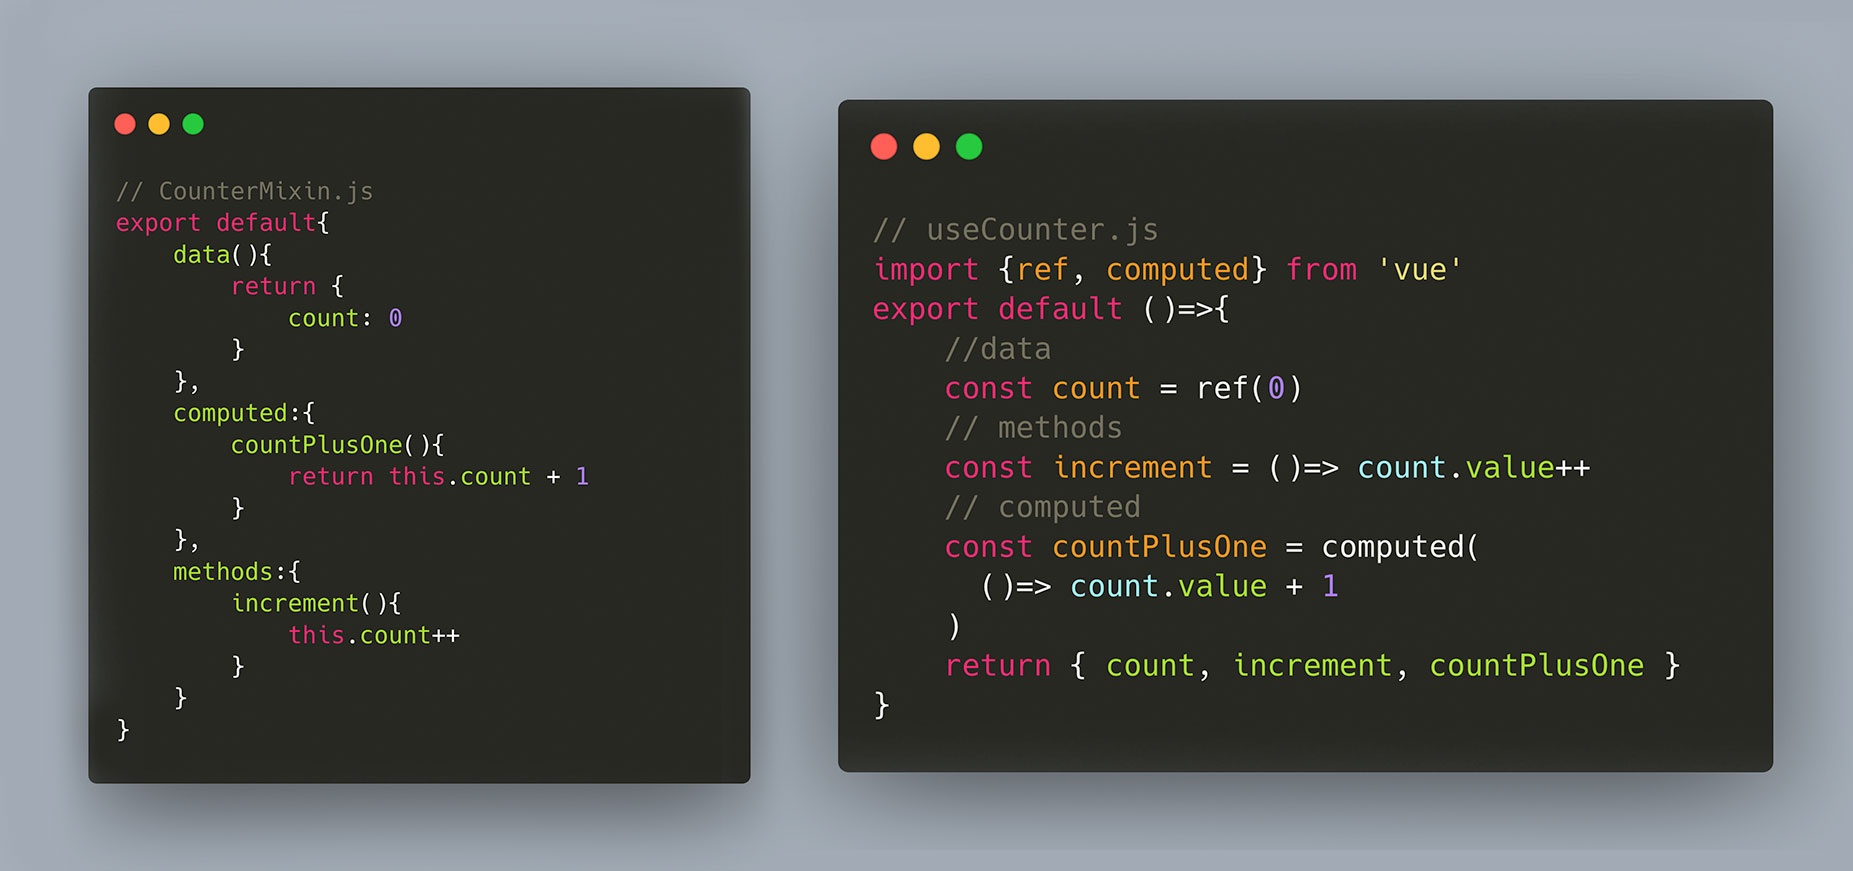 // CounterMixin.js
export default{
    data(){
        return {
            count: 0
        }
    },
    computed:{
        countPlusOne(){
            return this.count + 1
        }
    },
    methods:{
        increment(){
            this.count++
        }
    }
}
// useCounter.js
import {ref, computed} from 'vue'
export default ()=>{
    //data
    const count = ref(0)
    // methods
    const increment = ()=> count.value++
    // computed
    const countPlusOne = computed(
      ()=> count.value + 1
    )
    return { count, increment, countPlusOne }
}